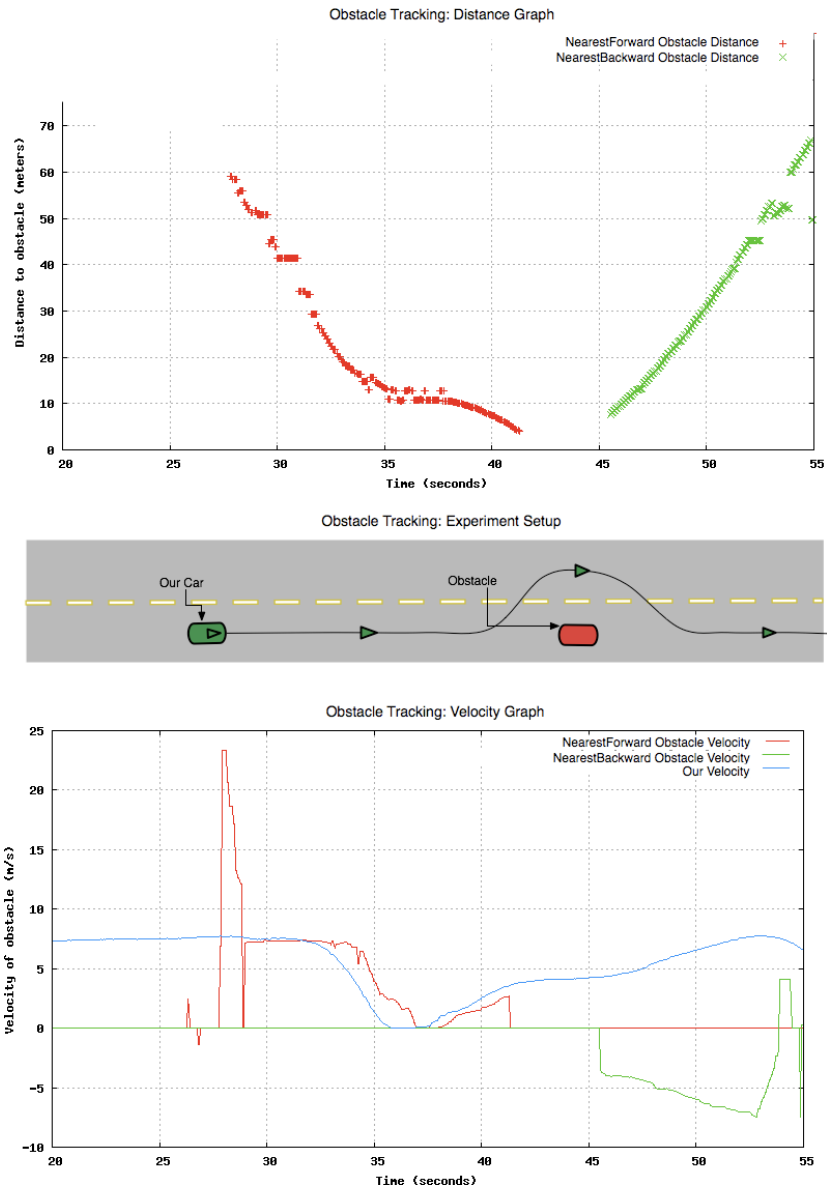 Obstacle Tracking: Distance Graph
NearestForward Obstacle Distance
NearestBackward Obstacle Distance
Distance to obstacle (meters)
70
60
50
40
30
20
10
0
20 25 30 35 40 45 50 55
Time (seconds)
Obstacle Tracking: Experiment Setup
Our Car
Obstacle
Obstacle Tracking: Velocity Graph
NearestForward Obstacle Velocity
NearestBackward Obstacle Velocity
Our Velocity
Velocity of obstacle (m/s)
25
20
15
10
5
0
-5
-10
20 25 30 35 40 45 50 55
Time (seconds)